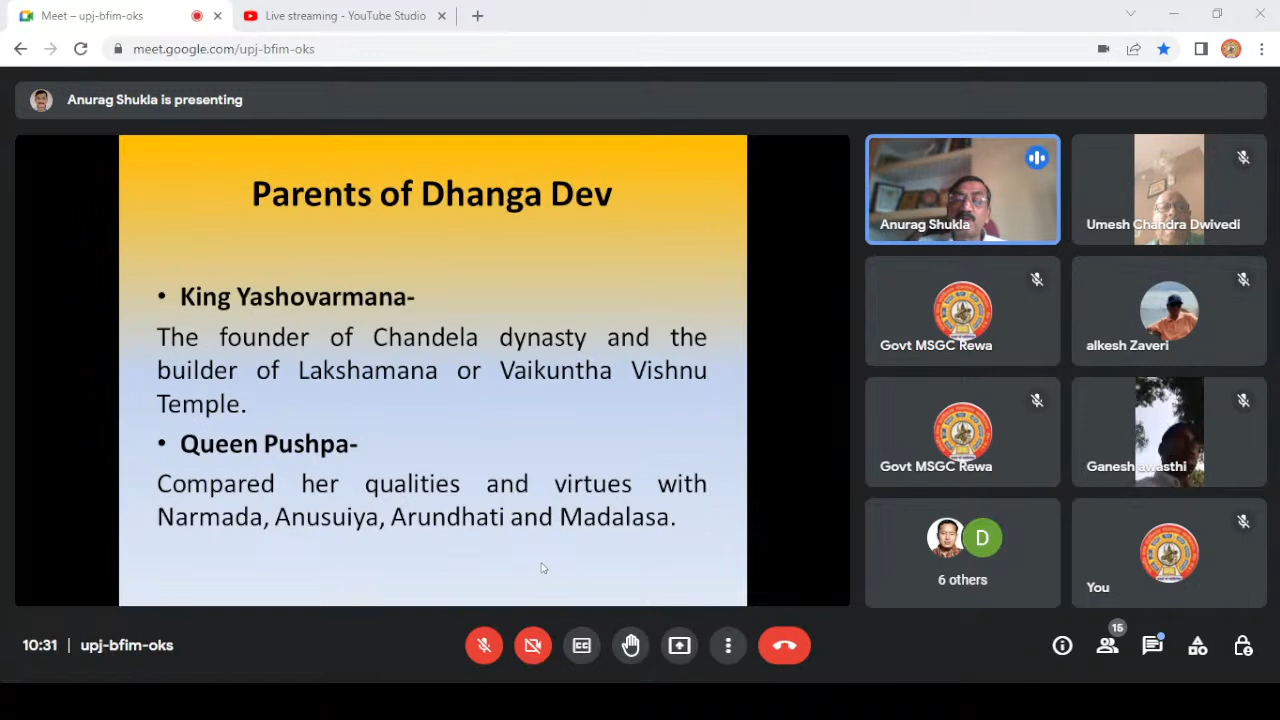 Meet – upj-bfim-oks
Live streaming - YouTube Studio
meet.google.com/upj-bfim-oks
Anurag Shukla is presenting
Parents of Dhanga Dev
• King Yashovarmana-
The founder of Chandela dynasty and the
builder of Lakshamana or Vaikuntha Vishnu
Temple.
• Queen Pushpa-
Compared her qualities and virtues with
Narmada, Anusuiya, Arundhati and Madalasa.
Anurag Shukla
Umesh Chandra Dwivedi
Govt MSGC Rewa
alkesh Zaveri
Govt MSGC Rewa
Ganesh awasthi
D
6 others
You
10:31 | upj-bfim-oks
CC
15